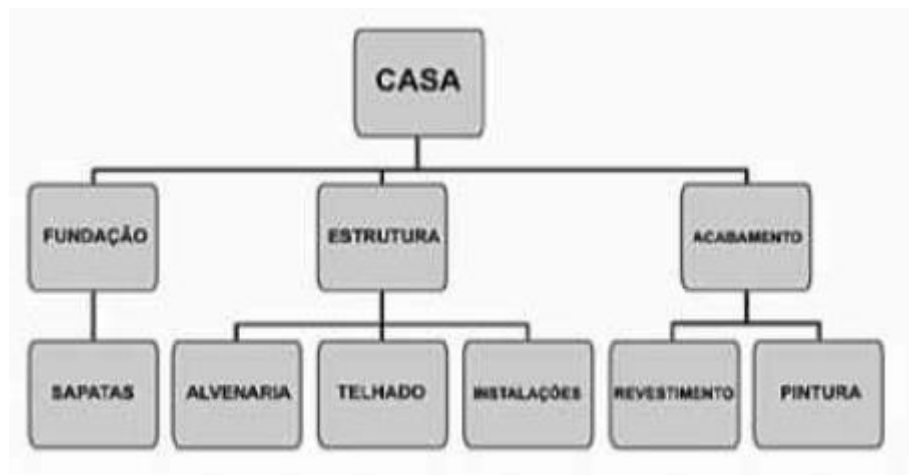 CASA
FUNDAÇÃO
ESTRUTURA
ACABAMENTO
SAPATAS
ALVENARIA
TELHADO
INSTALAÇÕES
REVESTIMENTO
PINTURA